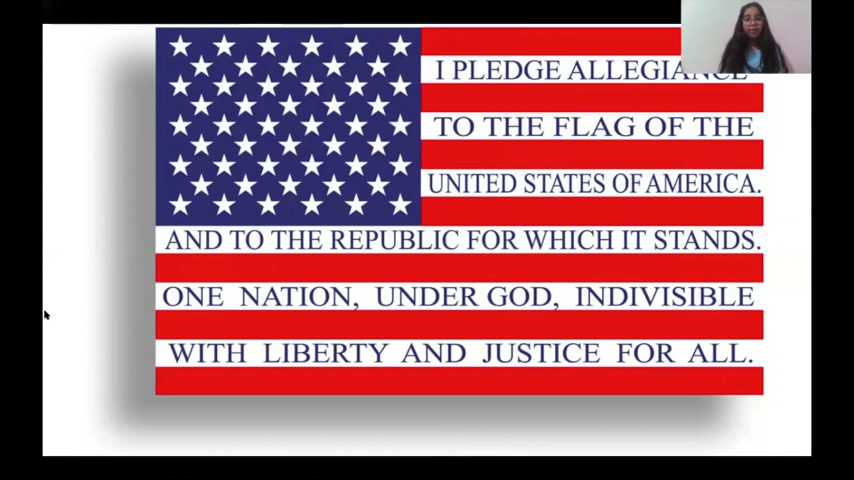 I PLEDGE ALLEGIANCE
TO THE FLAG OF THE
UNITED STATES OF AMERICA.
AND TO THE REPUBLIC FOR WHICH IT STANDS.
ONE NATION, UNDER GOD, INDIVISIBLE
WITH LIBERTY AND JUSTICE FOR ALL.